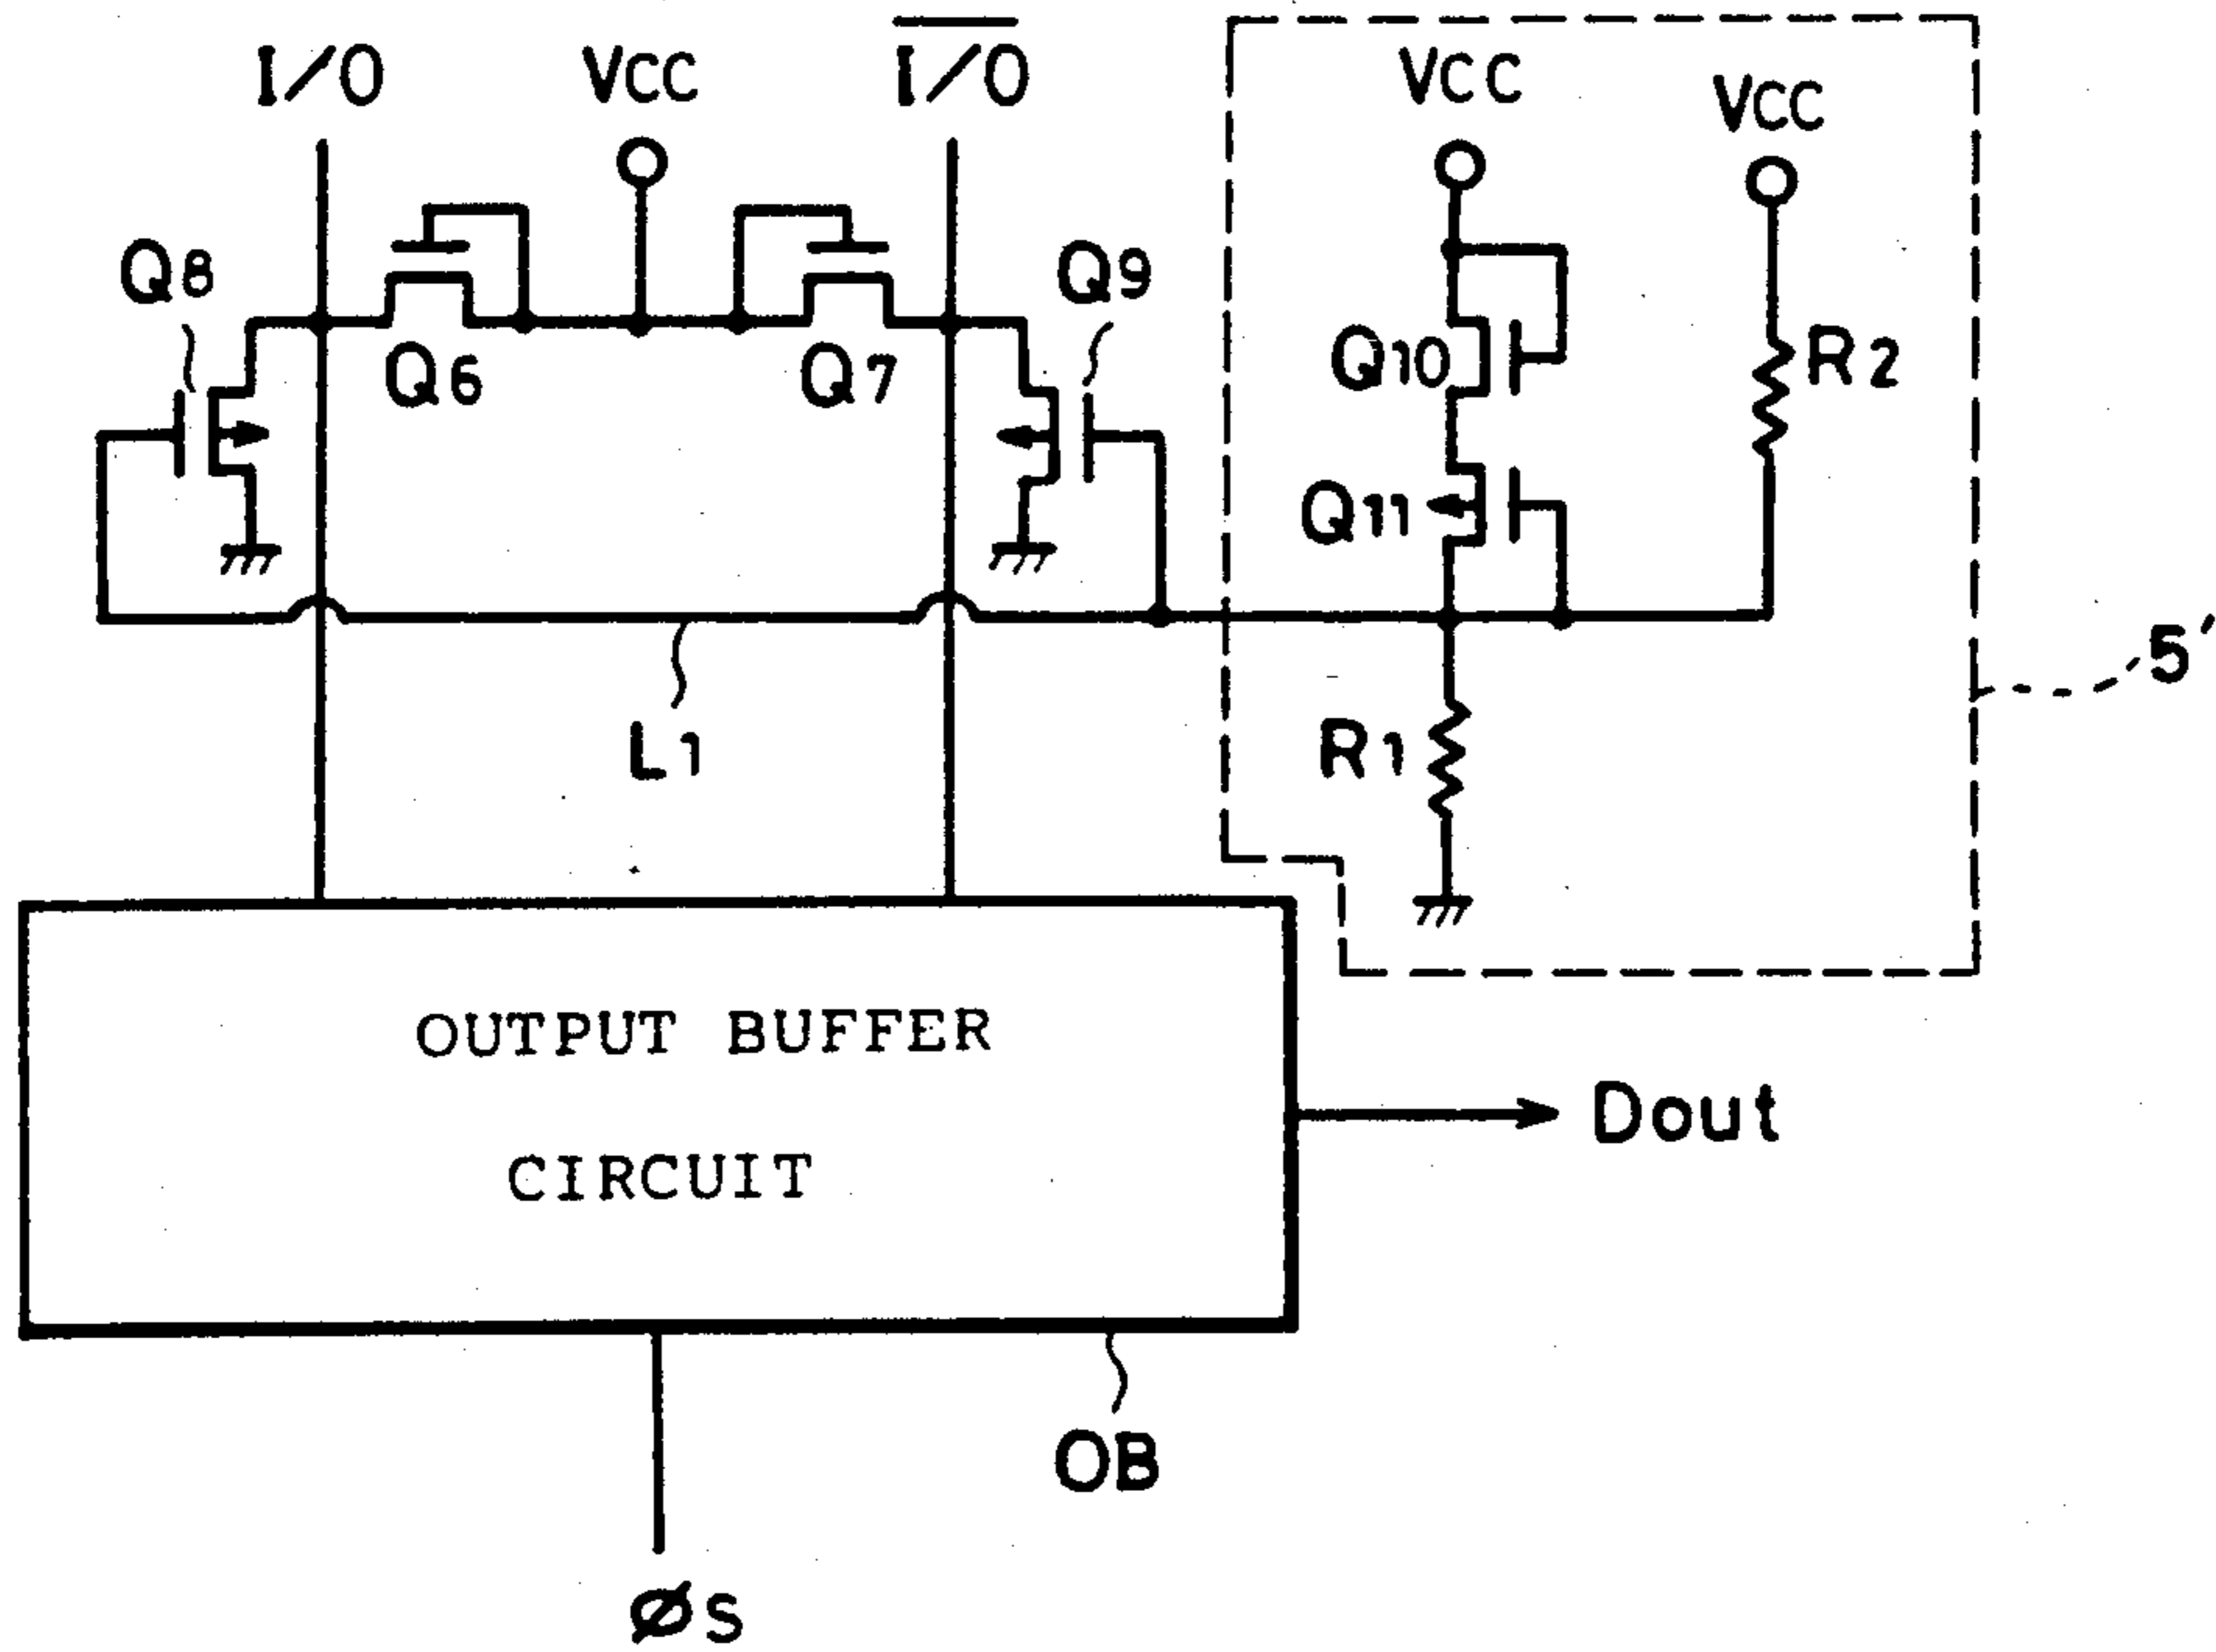 I/O
VCC
I̅/̅O̅
VCC
VCC
Q8
Q6
Q7
Q9
Q10
R2
Q11
5'
L1
R1
OUTPUT BUFFER
CIRCUIT
Dout
OB
øS